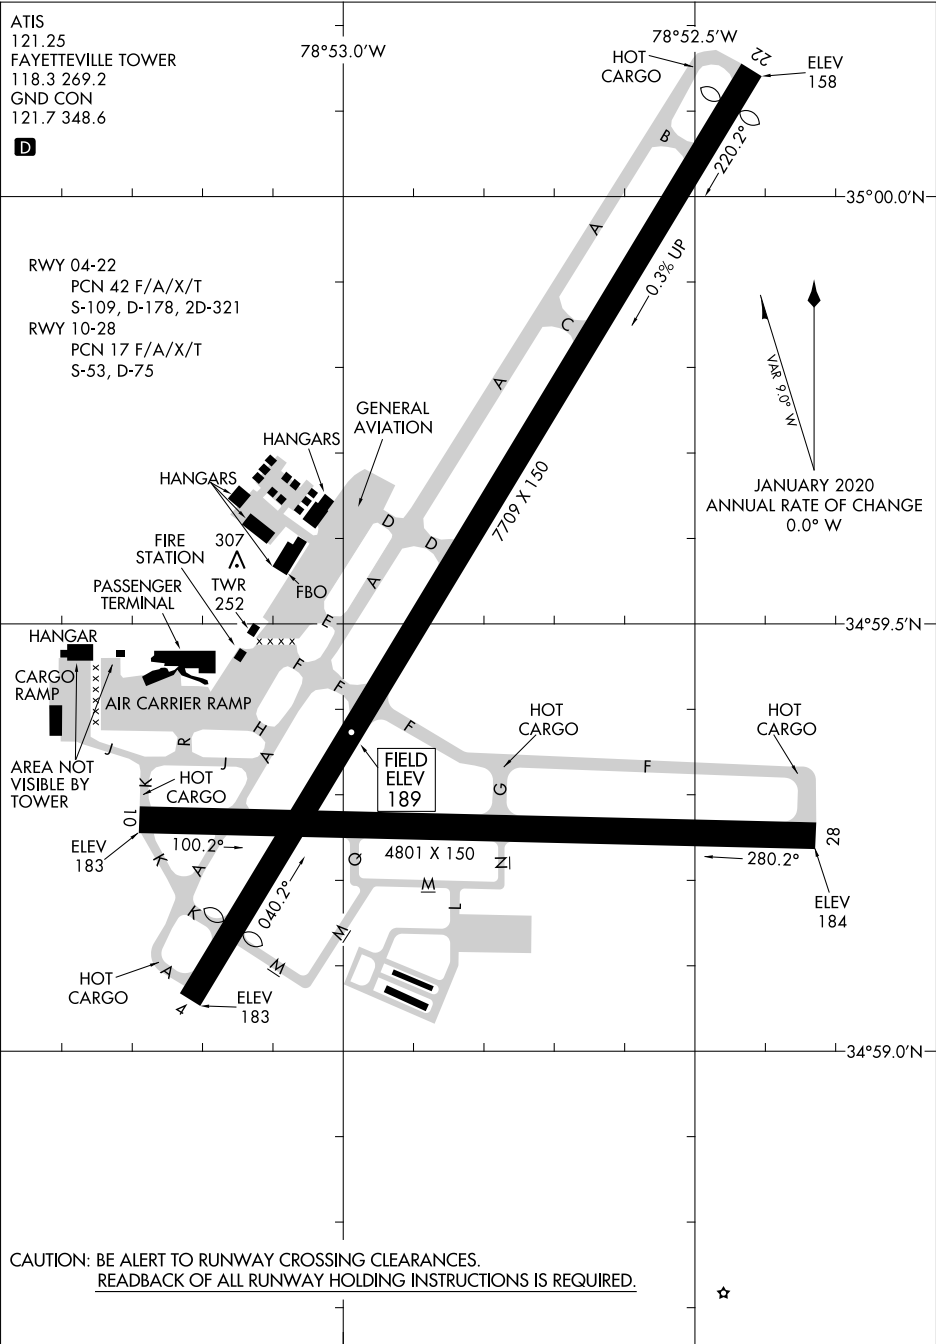 ATIS
121.25
FAYETTEVILLE TOWER
118.3 269.2
GND CON
121.7 348.6
D
78°53.0'W
78°52.5'W
HOT
CARGO
22
ELEV
158
B
220.2°
35°00.0'N
A
0.3% UP
RWY 04-22
PCN 42 F/A/X/T
S-109, D-178, 2D-321
RWY 10-28
PCN 17 F/A/X/T
S-53, D-75
C
A
VAR 9.0° W
JANUARY 2020
ANNUAL RATE OF CHANGE
0.0° W
GENERAL
AVIATION
HANGARS
HANGARS
7709 X 150
D
D
A
307
FIRE
STATION
TWR
252
FBO
PASSENGER
TERMINAL
E
34°59.5'N
X X X X
HANGAR
F
F
F
CARGO
RAMP
X X X X X X X
AIR CARRIER RAMP
H
A
R
J
J
K
AREA NOT
VISIBLE BY
TOWER
HOT
CARGO
FIELD
ELEV
189
HOT
CARGO
HOT
CARGO
F
G
10
ELEV
183
100.2°
4801 X 150
280.2°
28
ELEV
184
K
A
K
Q
N
M
L
M
M
040.2°
HOT
CARGO
A
4
ELEV
183
34°59.0'N
CAUTION: BE ALERT TO RUNWAY CROSSING CLEARANCES.
READBACK OF ALL RUNWAY HOLDING INSTRUCTIONS IS REQUIRED.